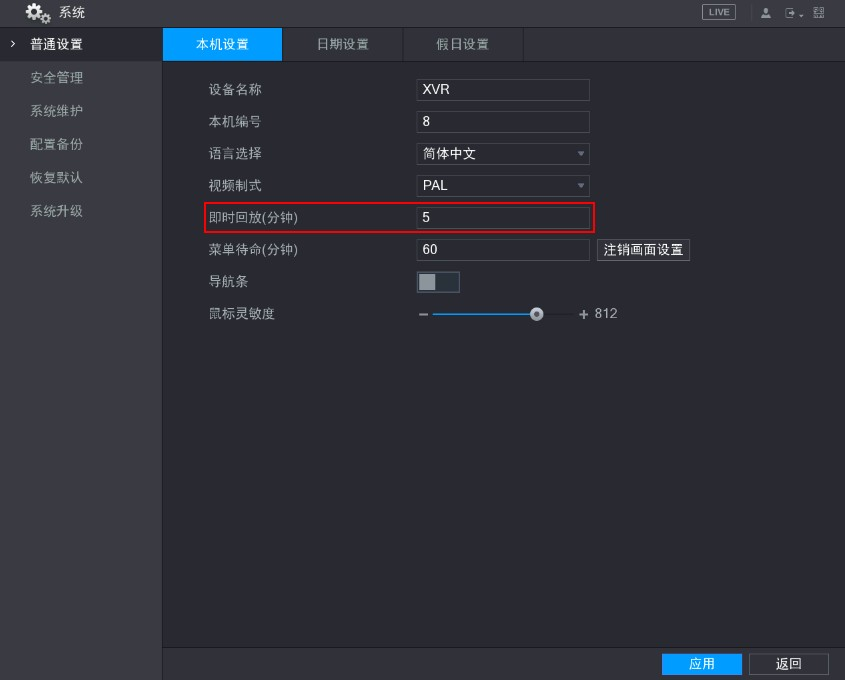 系统
LIVE
普通设置
安全管理
系统维护
配置备份
恢复默认
系统升级
本机设置 日期设置 假日设置
设备名称 XVR
本机编号 8
语言选择 简体中文
视频制式 PAL
即时回放(分钟) 5
菜单待命(分钟) 60 注销画面设置
导航条
鼠标灵敏度 812
应用 返回